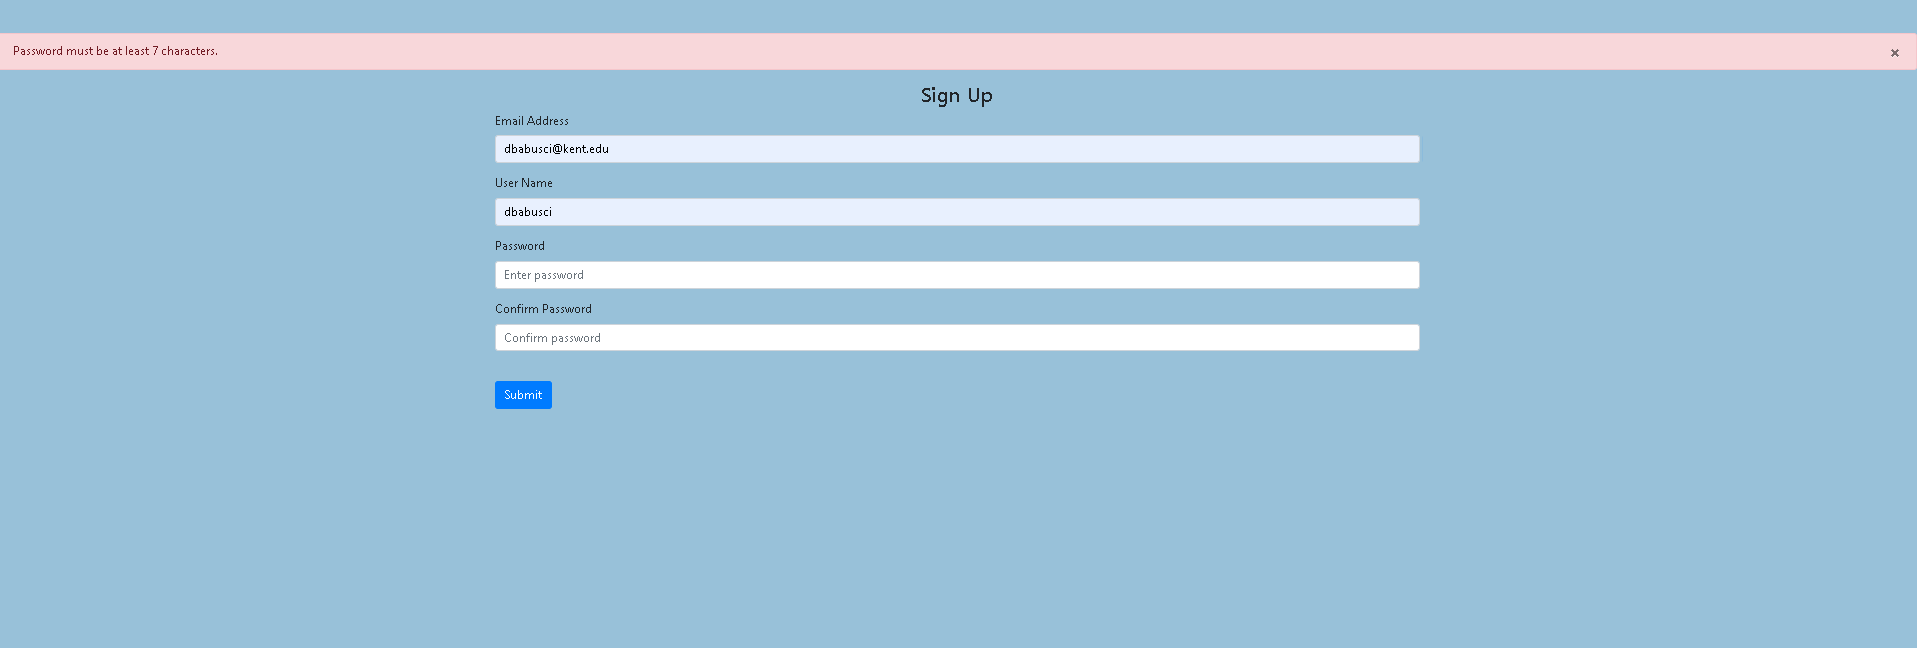 Password must be at least 7 characters.
×
Sign Up
Email Address
dbabusci@kent.edu
User Name
dbabusci
Password
Enter password
Confirm Password
Confirm password
Submit